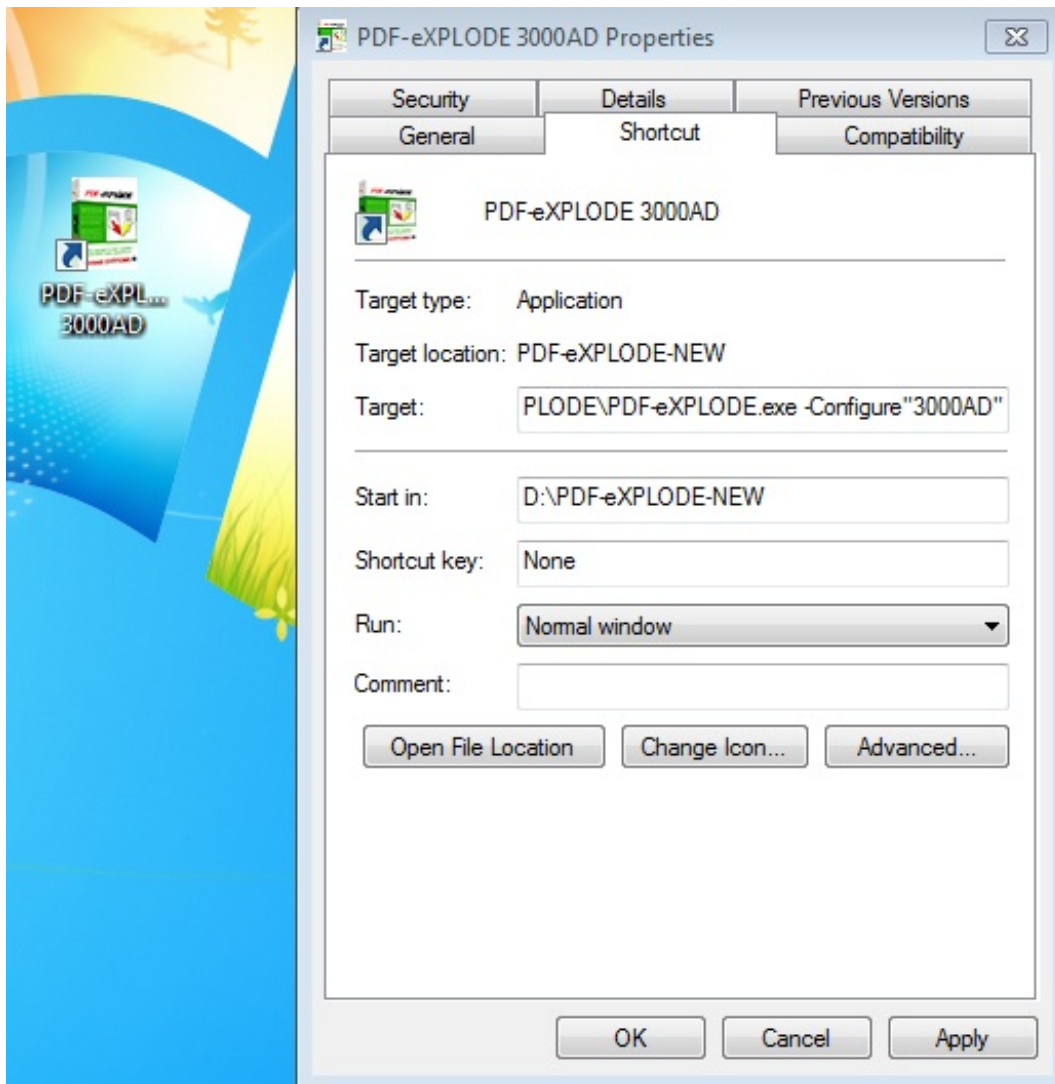 PDF-eXPLODE 3000AD Properties
Security Details Previous Versions
General Shortcut Compatibility
PDF-eXPLODE 3000AD
PDF-eXPL...
3000AD
Target type: Application
Target location: PDF-eXPLODE-NEW
Target: PLODE\PDF-eXPLODE.exe -Configure"3000AD"
Start in: D:\PDF-eXPLODE-NEW
Shortcut key: None
Run: Normal window
Comment:
Open File Location Change Icon... Advanced...
OK Cancel Apply